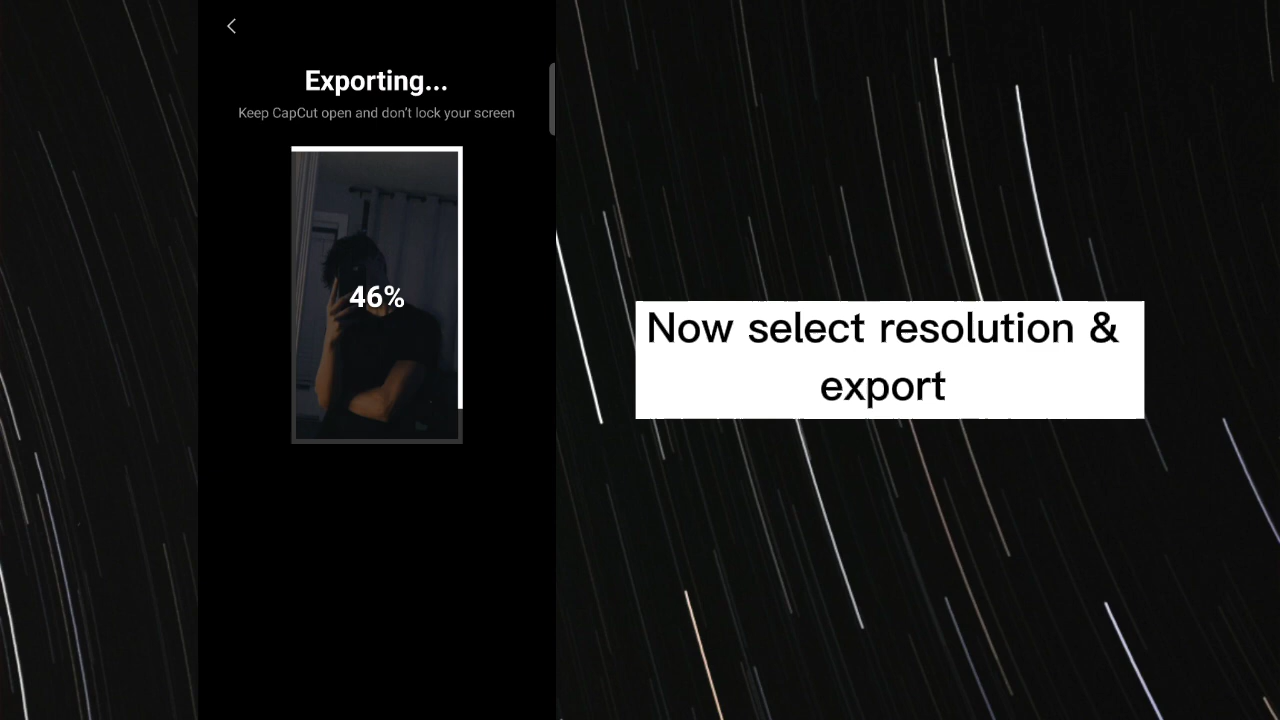 Exporting...
Keep CapCut open and don't lock your screen
46%
Now select resolution &
export